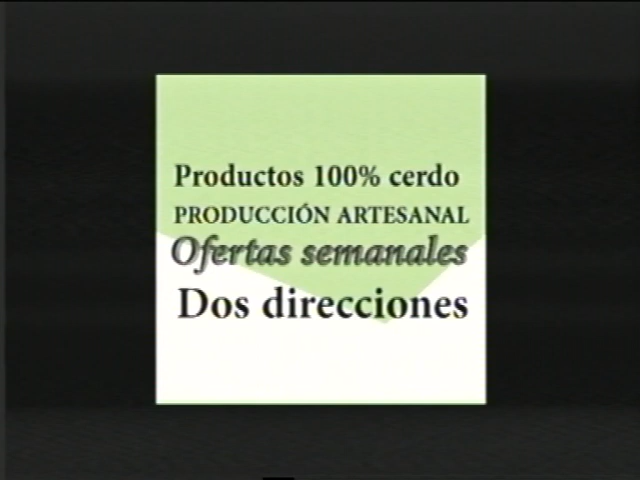 Productos 100% cerdo
PRODUCCIÓN ARTESANAL
Ofertas semanales
Dos direcciones